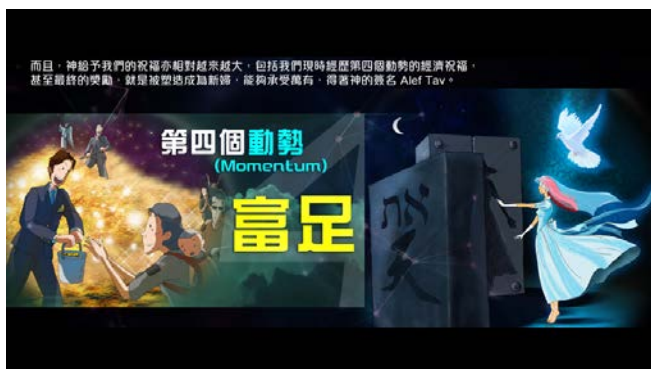 而且，神給予我們的祝福亦相對越來越大，包括我們現時經歷第四個動勢的經濟祝福，
甚至最終的獎勵，就是被塑造成為新婦，能夠承受萬有，得著神的簽名 Alef Tav。
第四個動勢
(Momentum)
富足
את